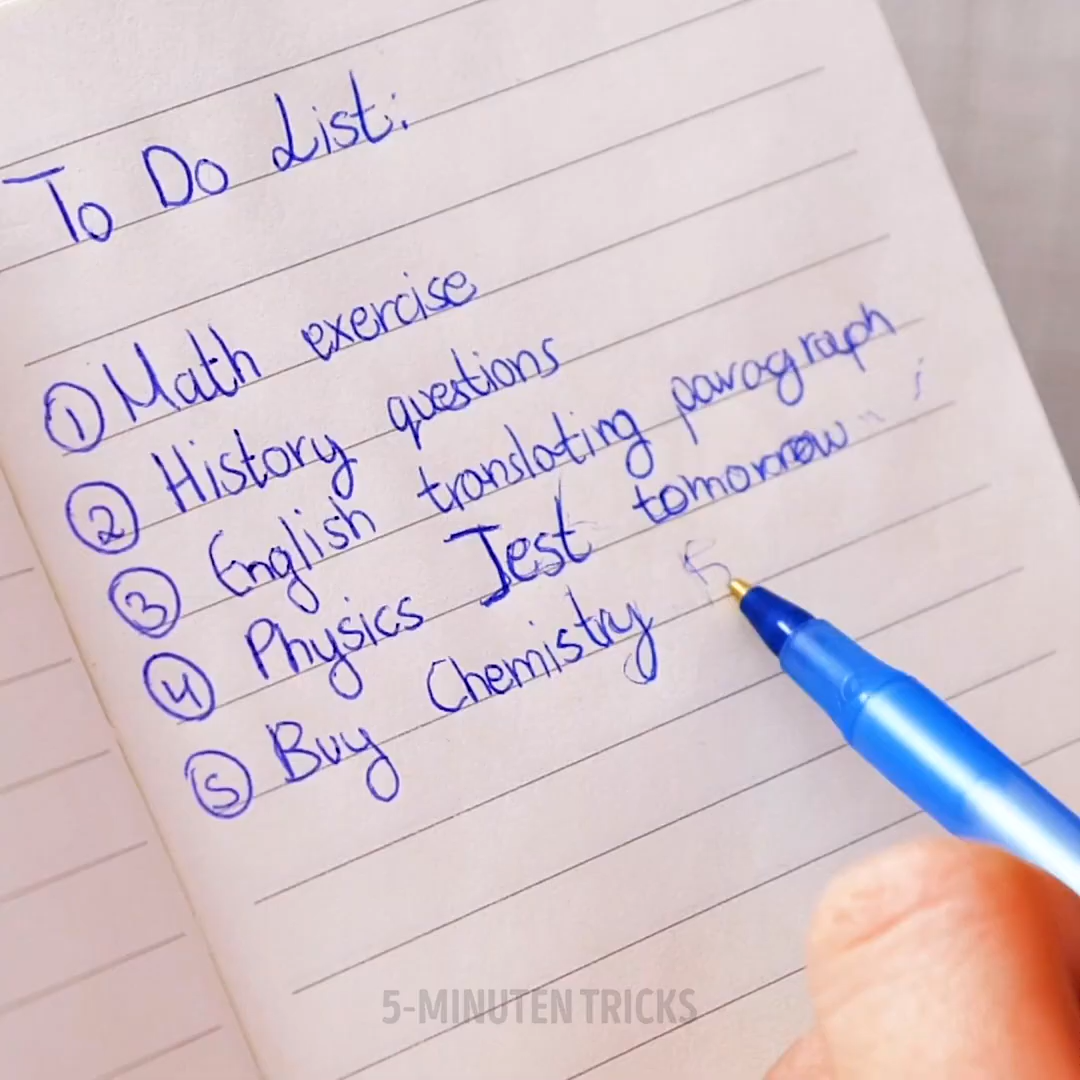 To Do List:
① Math exercise
② History questions
③ English translating paragraph
④ Physics Test tomorrow
⑤ Buy Chemistry
5-MINUTEN TRICKS